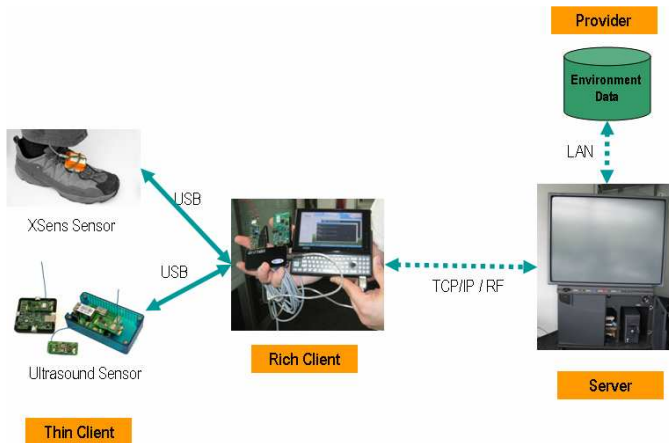 Provider
Environment
Data
LAN
USB
XSens Sensor
USB
TCP/IP / RF
Rich Client
Ultrasound Sensor
Server
Thin Client